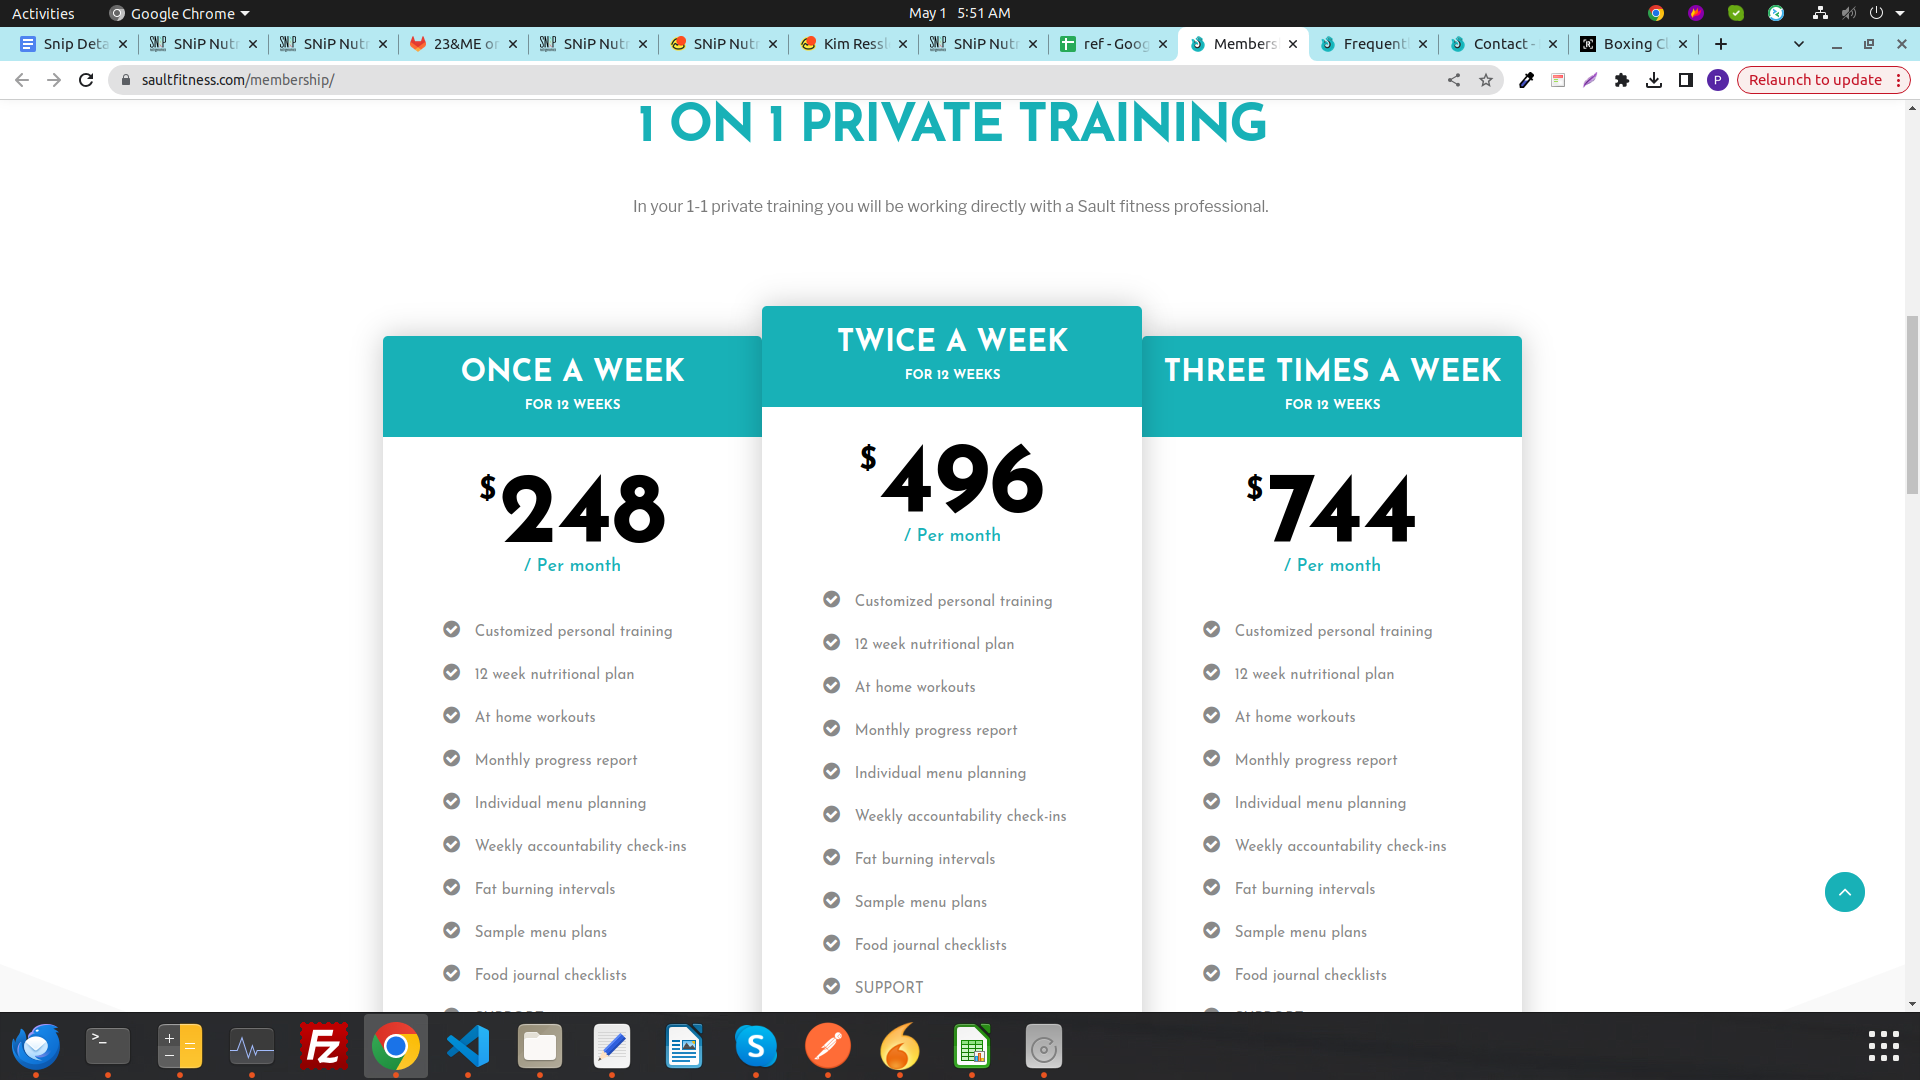 Activities
Google Chrome
May 1 5:51 AM
Snip Deta
SNiP Nutr
SNiP Nutr
23&ME or
SNiP Nutr
SNiP Nutr
Kim Ressl
SNiP Nutr
ref - Goog
Members
Frequent
Contact -
Boxing Cl
saultfitness.com/membership/
P
Relaunch to update
1 ON 1 PRIVATE TRAINING
In your 1-1 private training you will be working directly with a Sault fitness professional.
ONCE A WEEK
FOR 12 WEEKS
$248
/ Per month
Customized personal training
12 week nutritional plan
At home workouts
Monthly progress report
Individual menu planning
Weekly accountability check-ins
Fat burning intervals
Sample menu plans
Food journal checklists
TWICE A WEEK
FOR 12 WEEKS
$496
/ Per month
Customized personal training
12 week nutritional plan
At home workouts
Monthly progress report
Individual menu planning
Weekly accountability check-ins
Fat burning intervals
Sample menu plans
Food journal checklists
SUPPORT
THREE TIMES A WEEK
FOR 12 WEEKS
$744
/ Per month
Customized personal training
12 week nutritional plan
At home workouts
Monthly progress report
Individual menu planning
Weekly accountability check-ins
Fat burning intervals
Sample menu plans
Food journal checklists